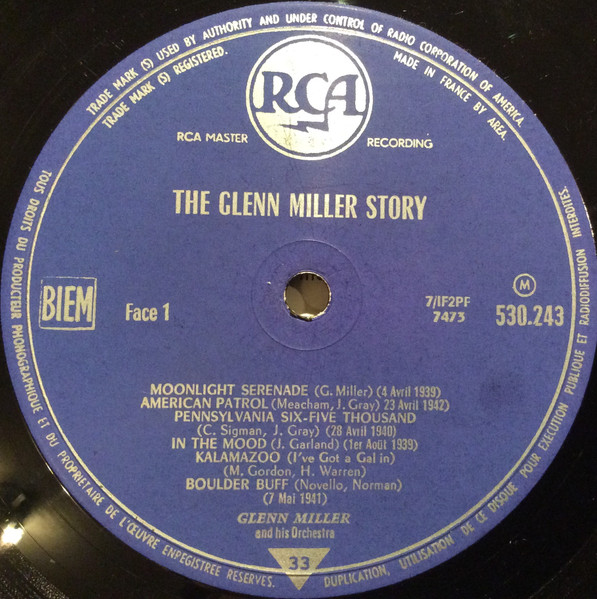 TRADE MARK (S) USED BY AUTHORITY AND UNDER CONTROL OF RADIO CORPORATION OF AMERICA.
TRADE MARK (S) REGISTERED.
MADE IN FRANCE BY AREA.
RCA
RCA MASTER RECORDING
THE GLENN MILLER STORY
BIEM
Face 1
7/IF2PF
7473
M
530.243
MOONLIGHT SERENADE (G. Miller) (4 Avril 1939)
AMERICAN PATROL (Meacham, J. Gray) 23 Avril 1942)
PENNSYLVANIA SIX-FIVE THOUSAND
(C. Sigman, J. Gray) (28 Avril 1940)
IN THE MOOD (J. Garland) (1er Août 1939)
KALAMAZOO (I've Got a Gal in)
(M. Gordon, H. Warren)
BOULDER BUFF (Novello, Norman)
(7 Mai 1941)
GLENN MILLER
and his Orchestra
33
TOUS DROITS DU PRODUCTEUR PHONOGRAPHIQUE ET DU PROPRIETAIRE DE L'ŒUVRE ENREGISTREE RESERVES. DUPLICATION, UTILISATION DE CE DISQUE POUR EXECUTION PUBLIQUE ET RADIODIFFUSION INTERDITES.